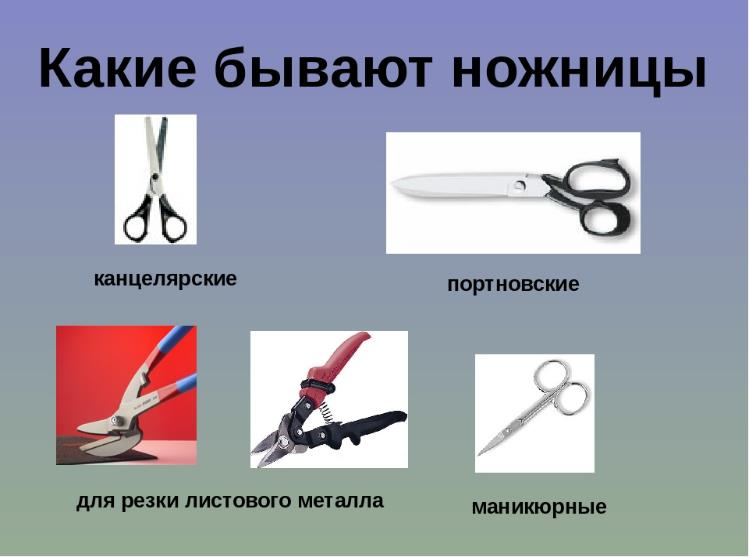 Какие бывают ножницы
канцелярские
портновские
для резки листового металла
маникюрные